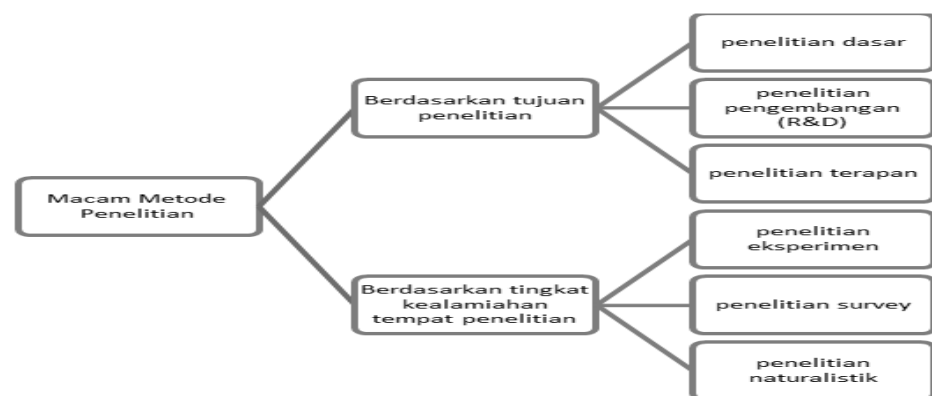 Macam Metode
Penelitian
Berdasarkan tujuan
penelitian
penelitian dasar
penelitian
pengembangan
(R&D)
penelitian terapan
Berdasarkan tingkat
kealamiahan
tempat penelitian
penelitian
eksperimen
penelitian survey
penelitian
naturalistik